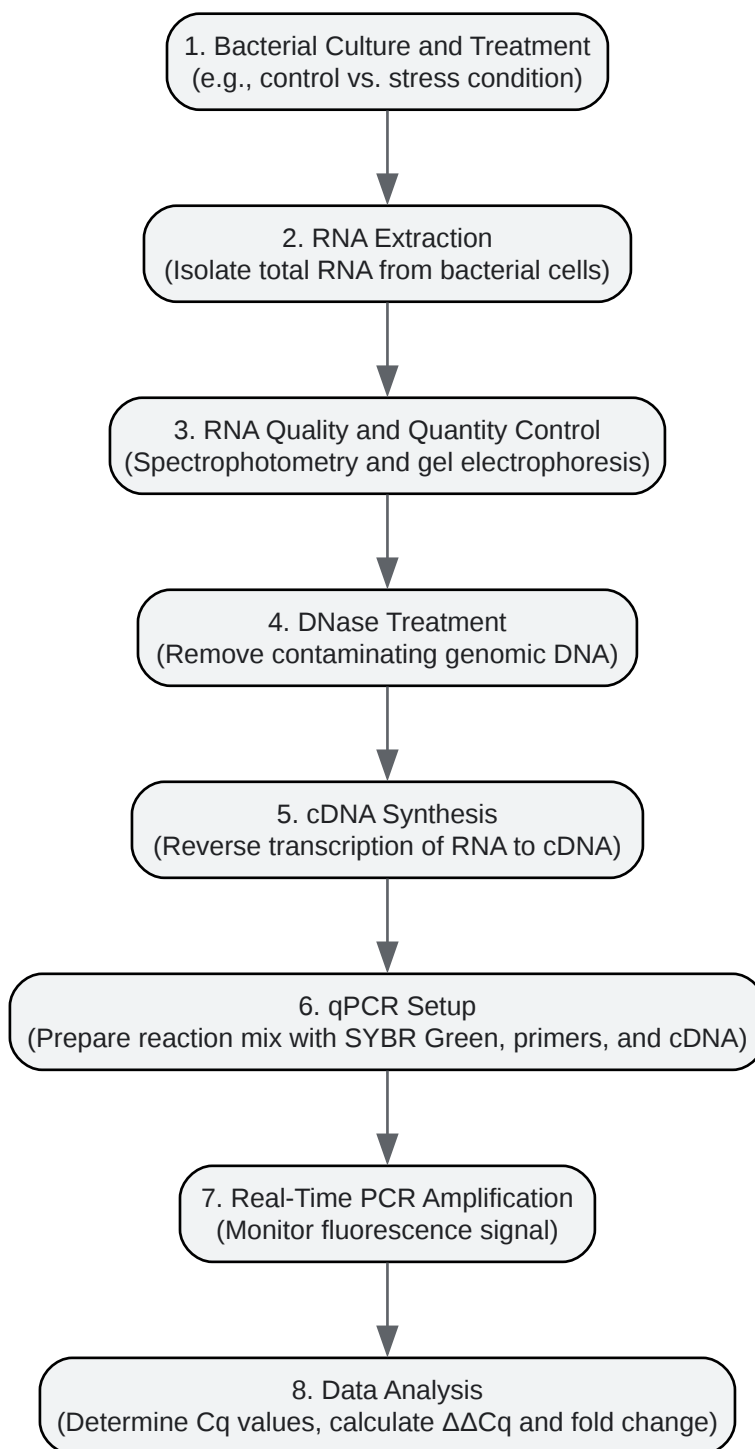 1. Bacterial Culture and Treatment
(e.g., control vs. stress condition)
2. RNA Extraction
(Isolate total RNA from bacterial cells)
3. RNA Quality and Quantity Control
(Spectrophotometry and gel electrophoresis)
4. DNase Treatment
(Remove contaminating genomic DNA)
5. cDNA Synthesis
(Reverse transcription of RNA to cDNA)
6. qPCR Setup
(Prepare reaction mix with SYBR Green, primers, and cDNA)
7. Real-Time PCR Amplification
(Monitor fluorescence signal)
8. Data Analysis
(Determine Cq values, calculate ΔΔCq and fold change)